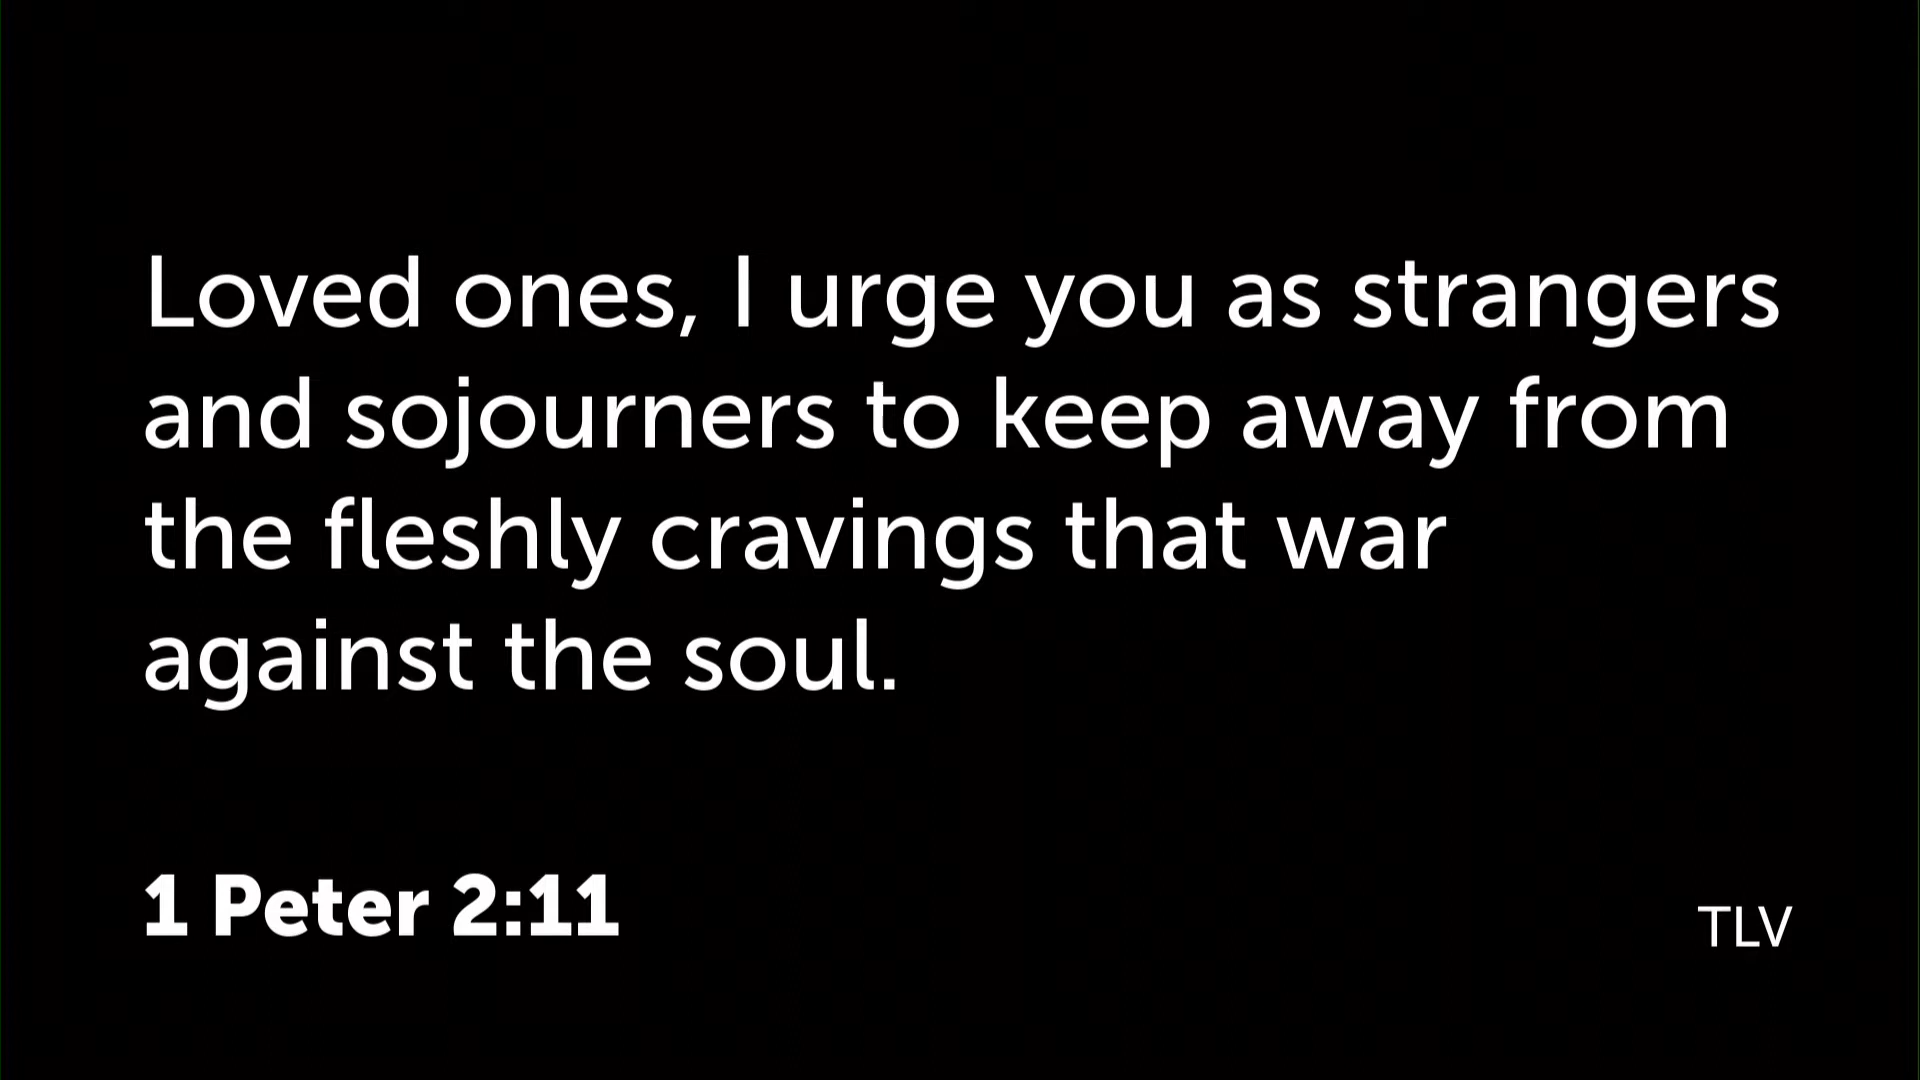 Loved ones, I urge you as strangers
and sojourners to keep away from
the fleshly cravings that war
against the soul.
1 Peter 2:11
TLV